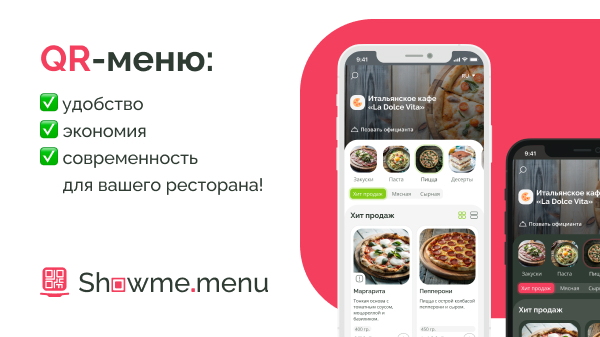 QR-меню:
удобство
экономия
современность
для вашего ресторана!
Showme.menu
9:41
RU
Итальянское кафе
«La Dolce Vita»
Позвать официанта
Закуски
Паста
Пицца
Десерты
Хит продаж
Мясная
Сырная
Хит продаж
Маргарита
Тонкая основа с
томатным соусом,
моцареллой и
базиликом.
400 гр.
Пепперони
Пицца с острой колбасой
пепперони и сыром.
400 гр.
9:41
Итальянское кафе
«La Dolce Vita»
Позвать официанта
Закуски
Паста
Пицца
Хит продаж
Мясная
Сырная
Хит продаж